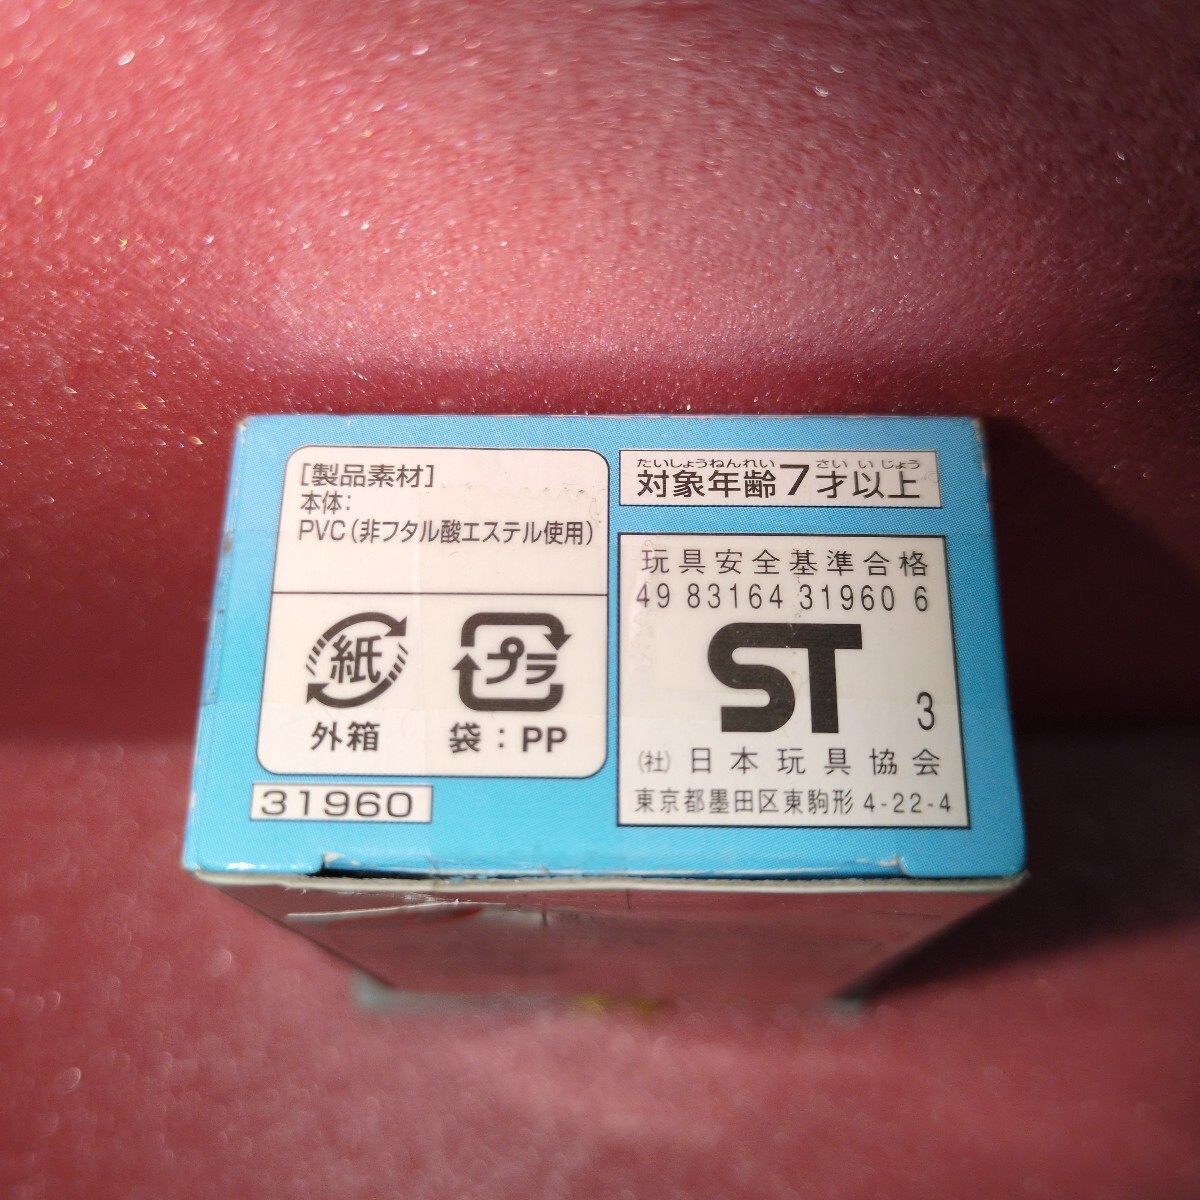 [製品素材]
本体：
PVC（非フタル酸エステル使用）
紙
外箱
プラ
袋：PP
31960
たいしょうねんれい さい いじょう
対象年齢7才以上
玩具安全基準合格
49 83164 31960 6
ST
3
（社）日本玩具協会
東京都墨田区東駒形 4-22-4